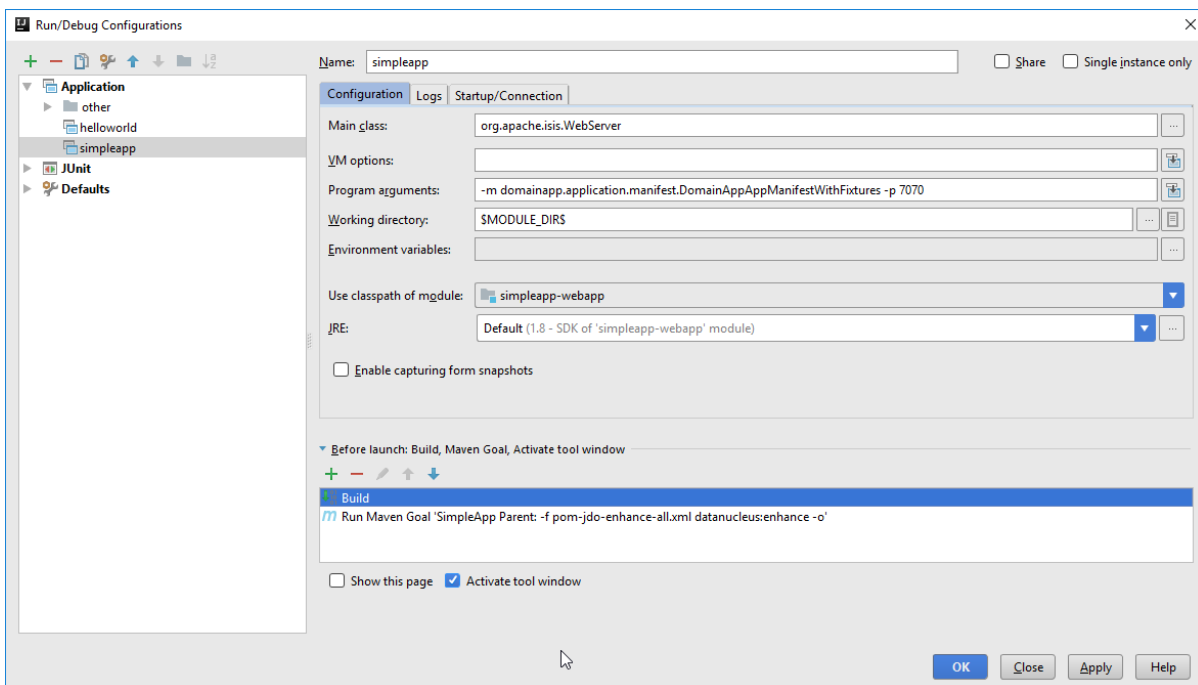 Run/Debug Configurations
Name: simpleapp
Share
Single instance only
Application
other
helloworld
simpleapp
JUnit
Defaults
Configuration Logs Startup/Connection
Main class: org.apache.isis.WebServer
VM options:
Program arguments: -m domainapp.application.manifest.DomainAppAppManifestWithFixtures -p 7070
Working directory: $MODULE_DIR$
Environment variables:
Use classpath of module: simpleapp-webapp
JRE: Default (1.8 - SDK of 'simpleapp-webapp' module)
Enable capturing form snapshots
Before launch: Build, Maven Goal, Activate tool window
Build
Run Maven Goal 'SimpleApp Parent: -f pom-jdo-enhance-all.xml datanucleus:enhance -o'
Show this page Activate tool window
OK Close Apply Help